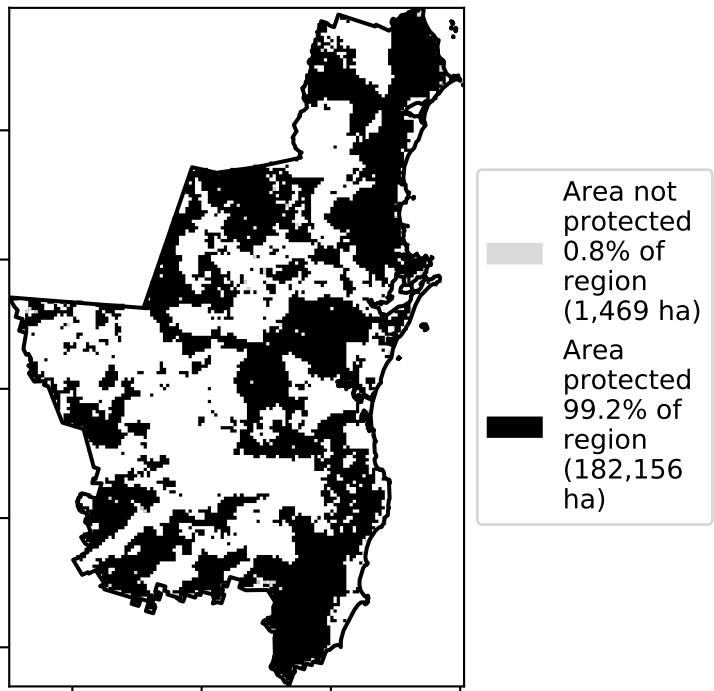 Area not
protected
0.8% of
region
(1,469 ha)
Area
protected
99.2% of
region
(182,156
ha)